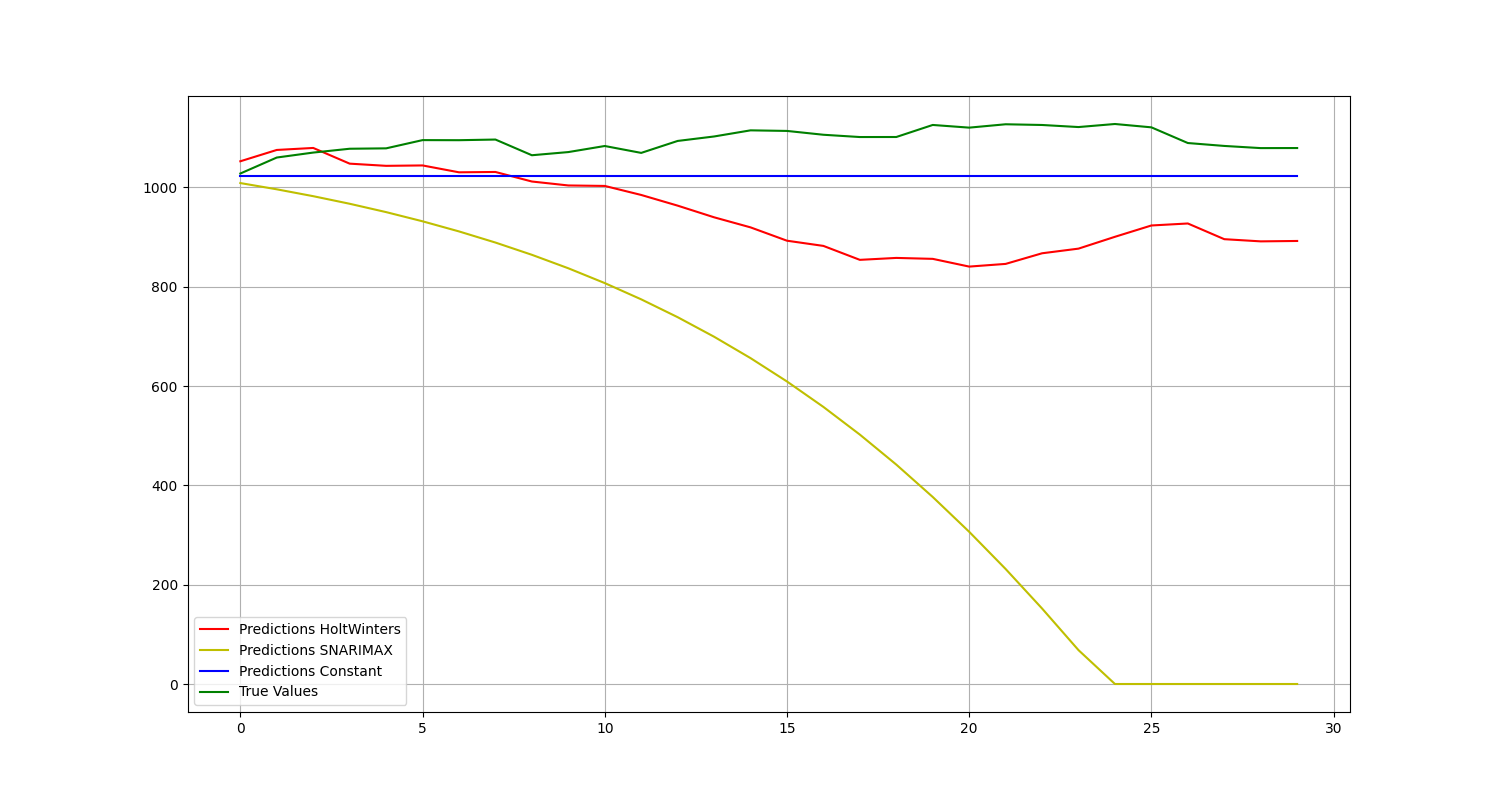 1000
800
600
400
200
0
Predictions HoltWinters
Predictions SNARIMAX
Predictions Constant
True Values
0 5 10 15 20 25 30